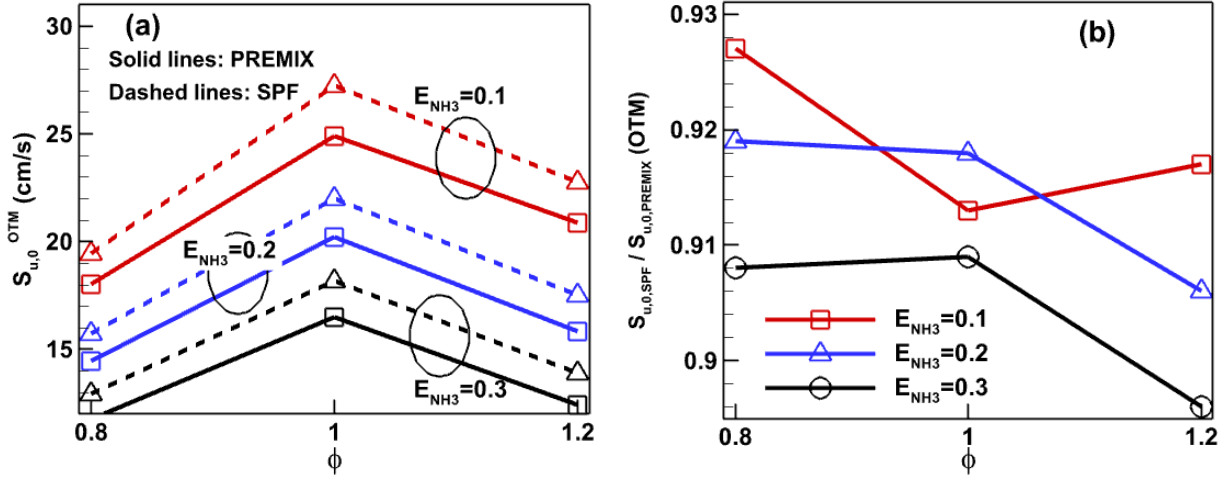 (a)
Solid lines: PREMIX
Dashed lines: SPF
E_NH3=0.1
E_NH3=0.2
E_NH3=0.3
30
25
20
15
S_u,0^OTM (cm/s)
0.8 1 1.2
ϕ
(b)
0.93
0.92
0.91
0.9
S_u,0,SPF / S_u,0,PREMIX (OTM)
E_NH3=0.1
E_NH3=0.2
E_NH3=0.3
0.8 1 1.2
ϕ